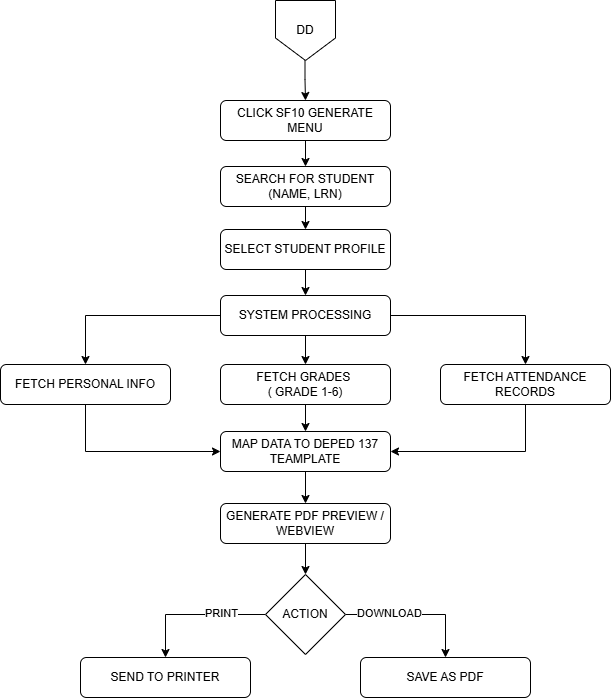 DD
CLICK SF10 GENERATE
MENU
SEARCH FOR STUDENT
(NAME, LRN)
SELECT STUDENT PROFILE
SYSTEM PROCESSING
FETCH PERSONAL INFO
FETCH GRADES
( GRADE 1-6)
FETCH ATTENDANCE
RECORDS
MAP DATA TO DEPED 137
TEAMPLATE
GENERATE PDF PREVIEW /
WEBVIEW
ACTION
PRINT
DOWNLOAD
SEND TO PRINTER
SAVE AS PDF